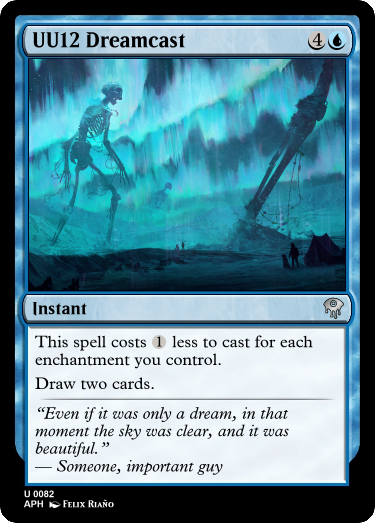 UU12 Dreamcast 4
Instant
This spell costs 1 less to cast for each
enchantment you control.
Draw two cards.
“Even if it was only a dream, in that
moment the sky was clear, and it was
beautiful.”
— Someone, important guy
U 0082
APH Felix Riaño